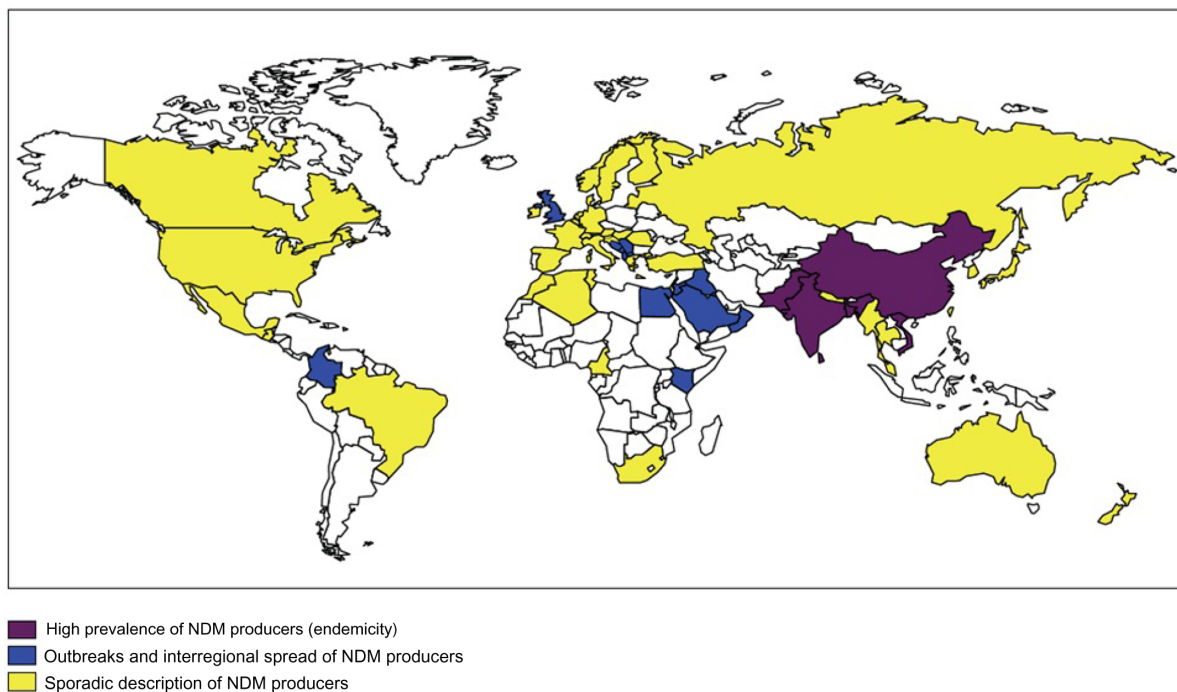 High prevalence of NDM producers (endemicity)
Outbreaks and interregional spread of NDM producers
Sporadic description of NDM producers